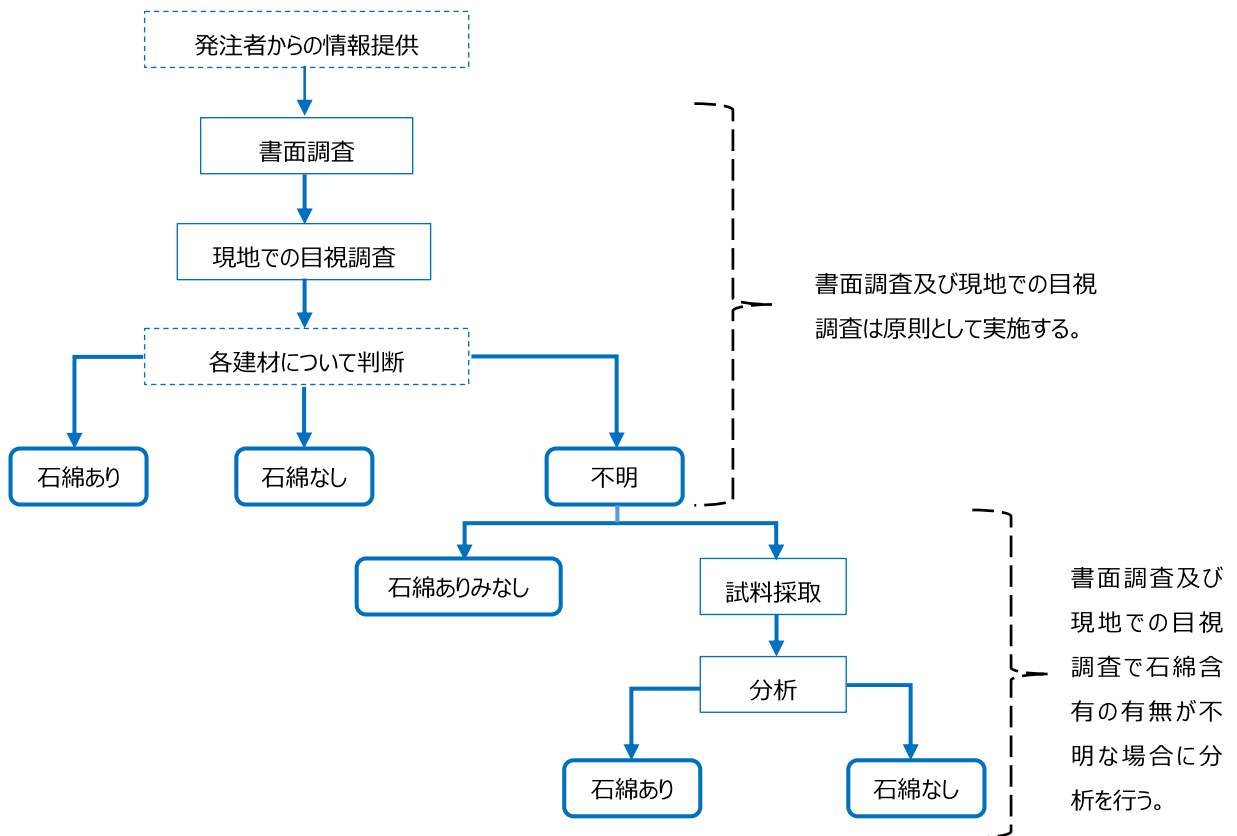 発注者からの情報提供
書面調査
現地での目視調査
書面調査及び現地での目視
調査は原則として実施する。
各建材について判断
石綿あり
石綿なし
不明
石綿ありみなし
試料採取
分析
石綿あり
石綿なし
書面調査及び
現地での目視
調査で石綿含
有の有無が不
明な場合に分
析を行う。